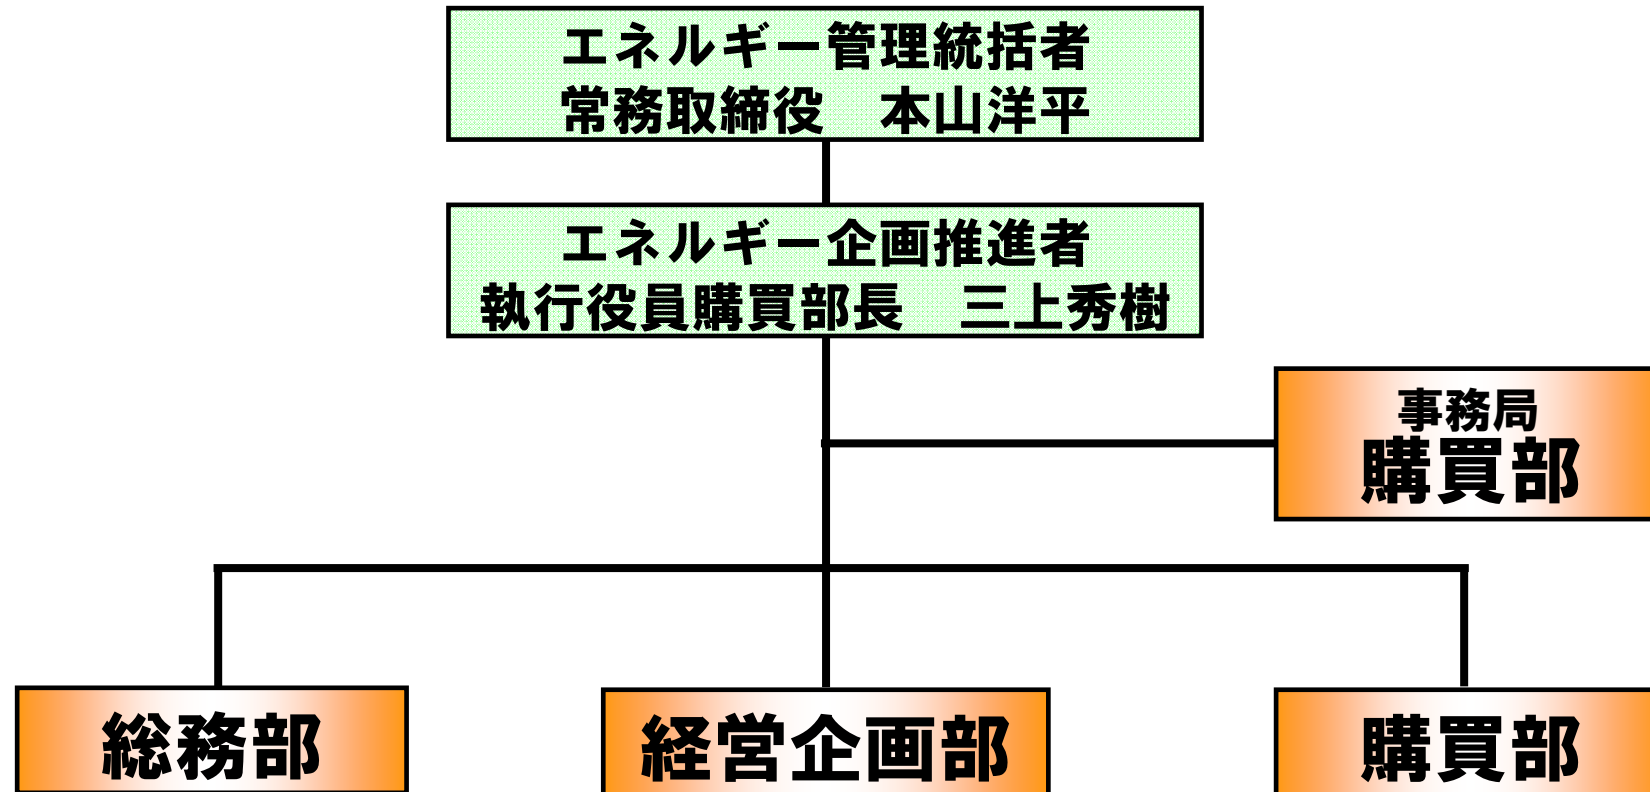 エネルギー管理統括者
常務取締役　本山洋平
エネルギー企画推進者
執行役員購買部長　三上秀樹
事務局
購買部
総務部
経営企画部
購買部